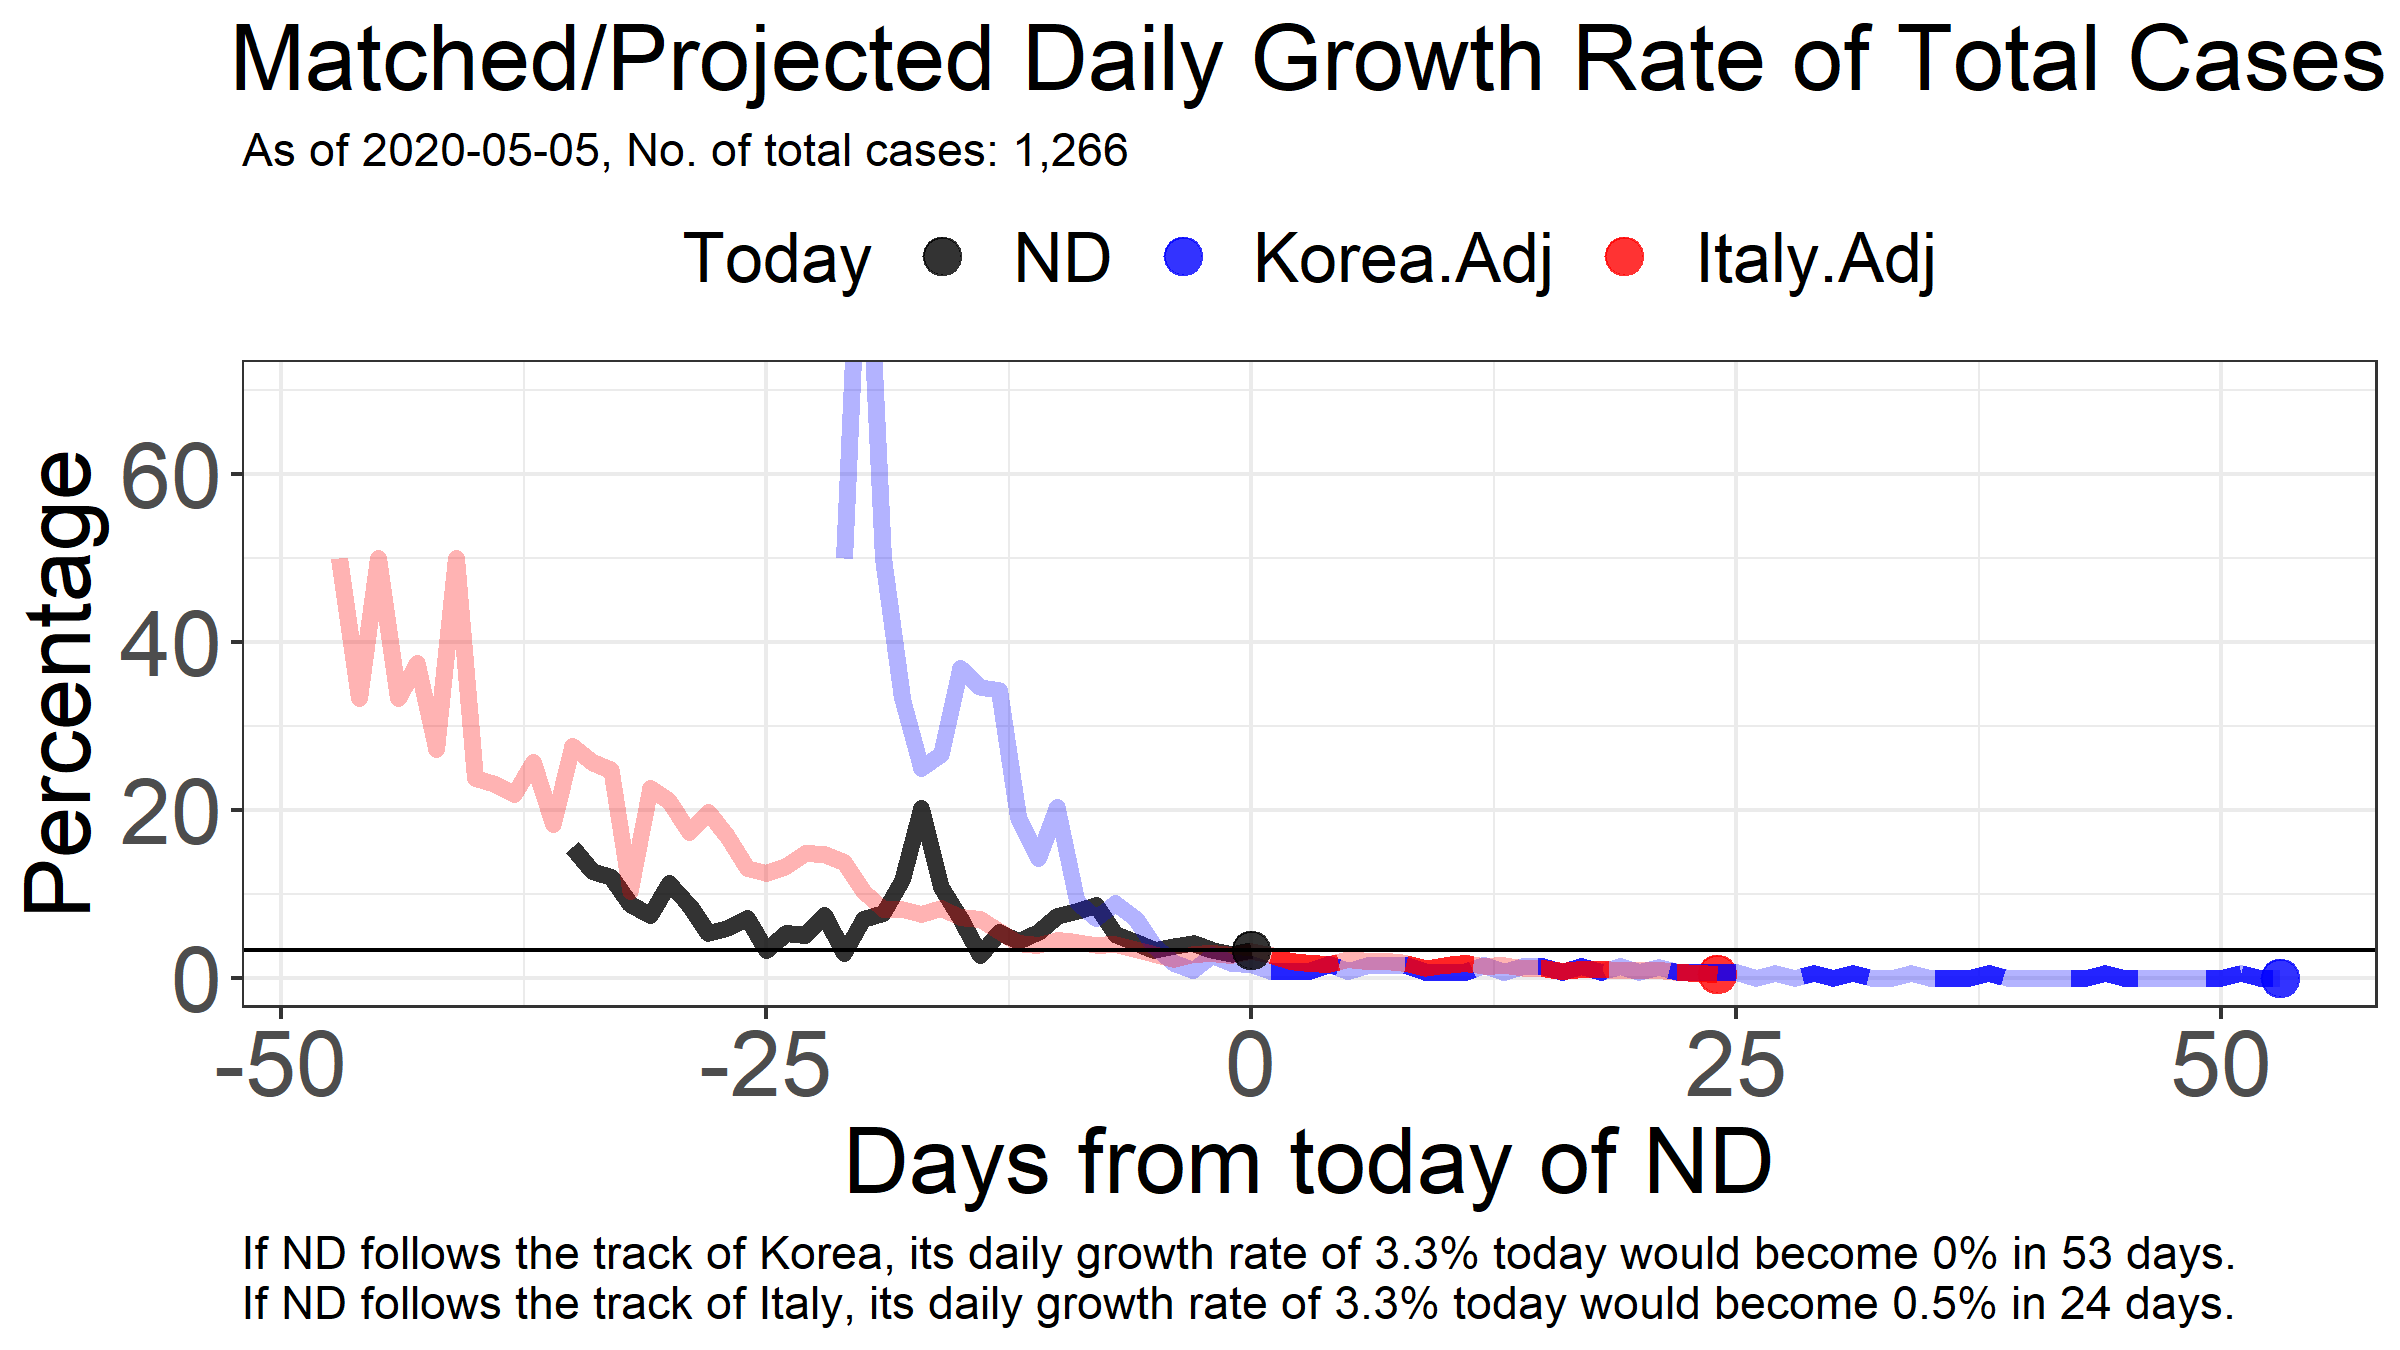 Matched/Projected Daily Growth Rate of Total Cases
As of 2020-05-05, No. of total cases: 1,266
Today ND Korea.Adj Italy.Adj
Percentage
60
40
20
0
-50 -25 0 25 50
Days from today of ND
If ND follows the track of Korea, its daily growth rate of 3.3% today would become 0% in 53 days.
If ND follows the track of Italy, its daily growth rate of 3.3% today would become 0.5% in 24 days.